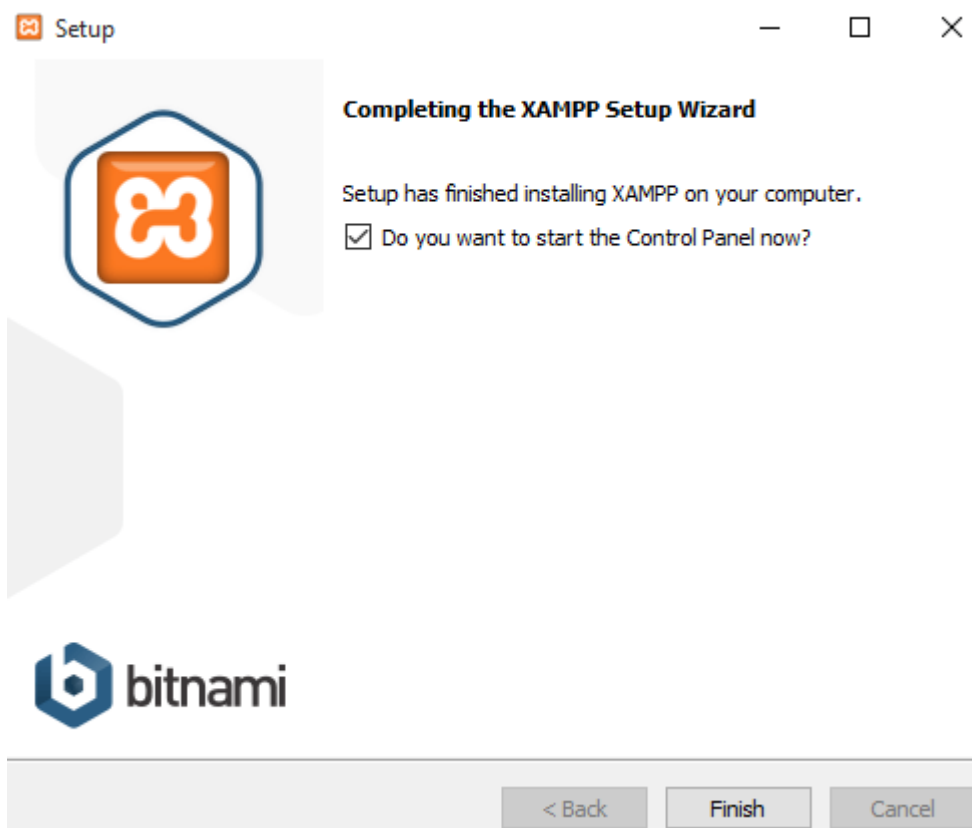 Setup
Completing the XAMPP Setup Wizard
Setup has finished installing XAMPP on your computer.
Do you want to start the Control Panel now?
bitnami
< Back
Finish
Cancel